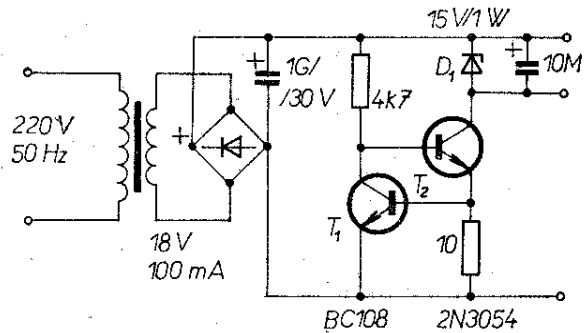 220 V
50 Hz
18 V
100 mA
+
+
1G/
/30 V
4k7
15 V/1 W
D1
+
10M
T1
T2
10
BC108
2N3054